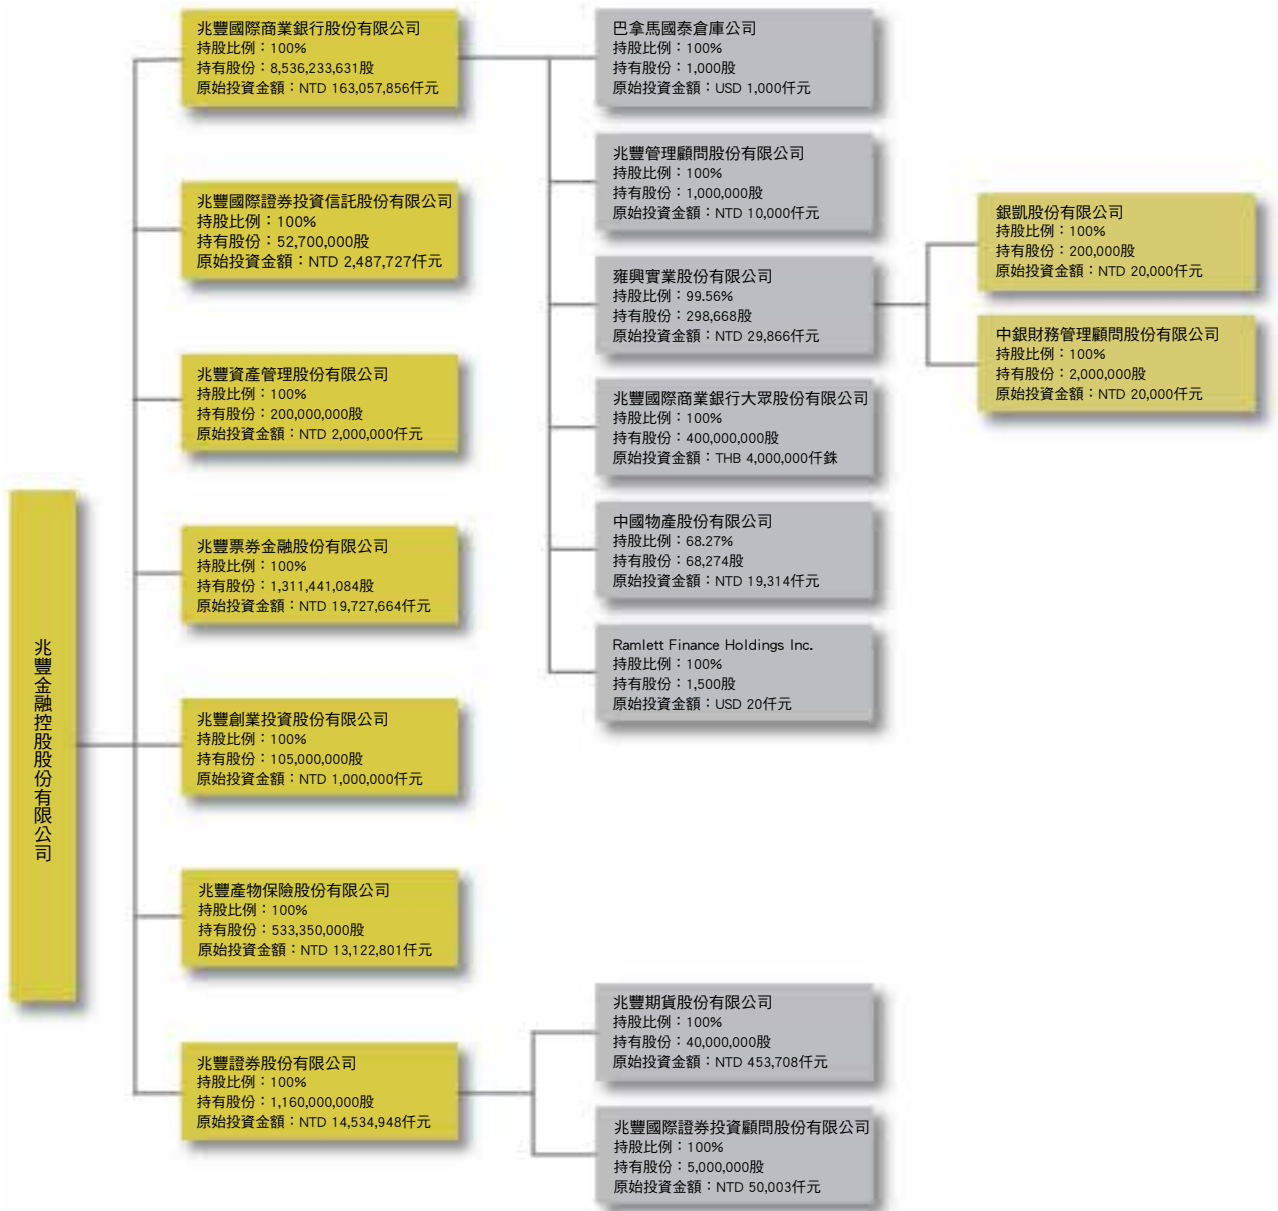 兆豐金融控股股份有限公司
兆豐國際商業銀行股份有限公司
持股比例：100%
持有股份：8,536,233,631股
原始投資金額：NTD 163,057,856仟元
兆豐國際證券投資信託股份有限公司
持股比例：100%
持有股份：52,700,000股
原始投資金額：NTD 2,487,727仟元
兆豐資產管理股份有限公司
持股比例：100%
持有股份：200,000,000股
原始投資金額：NTD 2,000,000仟元
兆豐票券金融股份有限公司
持股比例：100%
持有股份：1,311,441,084股
原始投資金額：NTD 19,727,664仟元
兆豐創業投資股份有限公司
持股比例：100%
持有股份：105,000,000股
原始投資金額：NTD 1,000,000仟元
兆豐產物保險股份有限公司
持股比例：100%
持有股份：533,350,000股
原始投資金額：NTD 13,122,801仟元
兆豐證券股份有限公司
持股比例：100%
持有股份：1,160,000,000股
原始投資金額：NTD 14,534,948仟元
巴拿馬國泰倉庫公司
持股比例：100%
持有股份：1,000股
原始投資金額：USD 1,000仟元
兆豐管理顧問股份有限公司
持股比例：100%
持有股份：1,000,000股
原始投資金額：NTD 10,000仟元
雍興實業股份有限公司
持股比例：99.56%
持有股份：298,668股
原始投資金額：NTD 29,866仟元
兆豐國際商業銀行大眾股份有限公司
持股比例：100%
持有股份：400,000,000股
原始投資金額：THB 4,000,000仟銖
中國物產股份有限公司
持股比例：68.27%
持有股份：68,274股
原始投資金額：NTD 19,314仟元
Ramlett Finance Holdings Inc.
持股比例：100%
持有股份：1,500股
原始投資金額：USD 20仟元
兆豐期貨股份有限公司
持股比例：100%
持有股份：40,000,000股
原始投資金額：NTD 453,708仟元
兆豐國際證券投資顧問股份有限公司
持股比例：100%
持有股份：5,000,000股
原始投資金額：NTD 50,003仟元
銀凱股份有限公司
持股比例：100%
持有股份：200,000股
原始投資金額：NTD 20,000仟元
中銀財務管理顧問股份有限公司
持股比例：100%
持有股份：2,000,000股
原始投資金額：NTD 20,000仟元